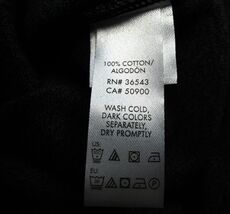 100% COTTON/
ALGODÓN
RN# 36543
CA# 50900
WASH COLD,
DARK COLORS
SEPARATELY,
DRY PROMPTLY
US:
EU: